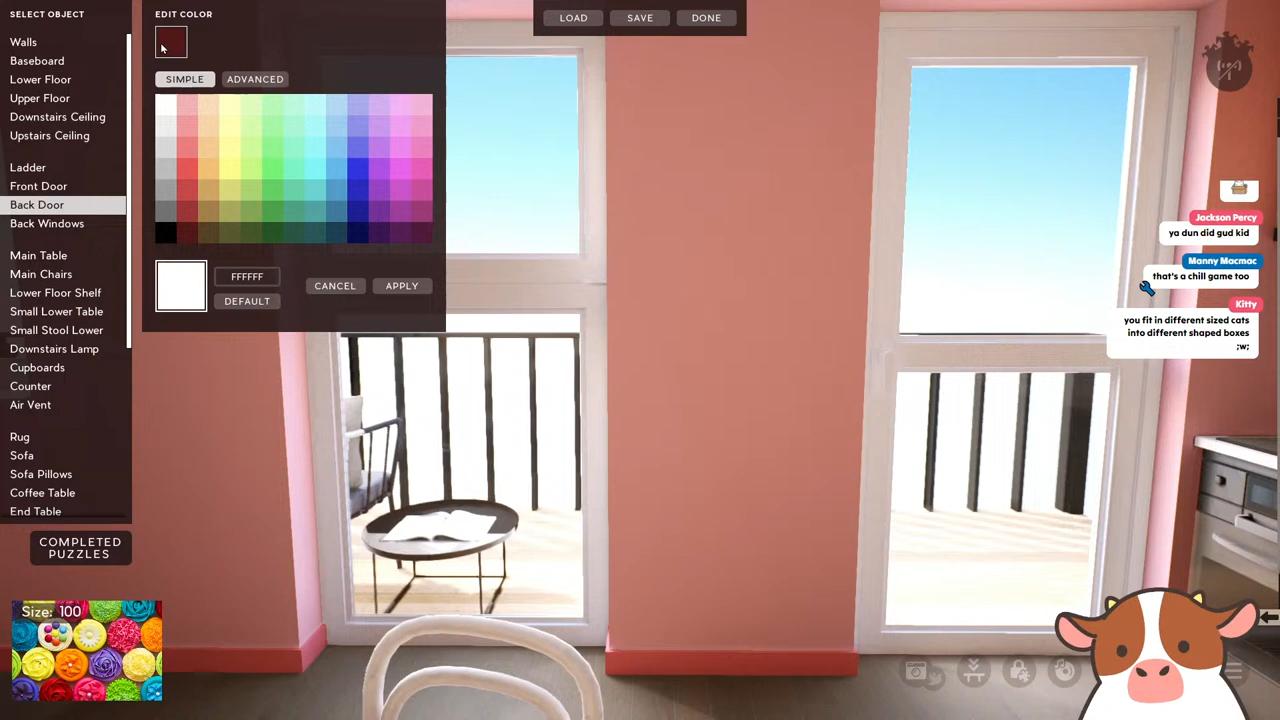 SELECT OBJECT
Walls
Baseboard
Lower Floor
Upper Floor
Downstairs Ceiling
Upstairs Ceiling
Ladder
Front Door
Back Door
Back Windows
Main Table
Main Chairs
Lower Floor Shelf
Small Lower Table
Small Stool Lower
Downstairs Lamp
Cupboards
Counter
Air Vent
Rug
Sofa
Sofa Pillows
Coffee Table
End Table
COMPLETED
PUZZLES
Size: 100
EDIT COLOR
SIMPLE
ADVANCED
FFFFFF
DEFAULT
CANCEL
APPLY
LOAD
SAVE
DONE
Jackson Percy
ya dun did gud kid
Manny Macmac
that's a chill game too
Kitty
you fit in different sized cats
into different shaped boxes
;w;